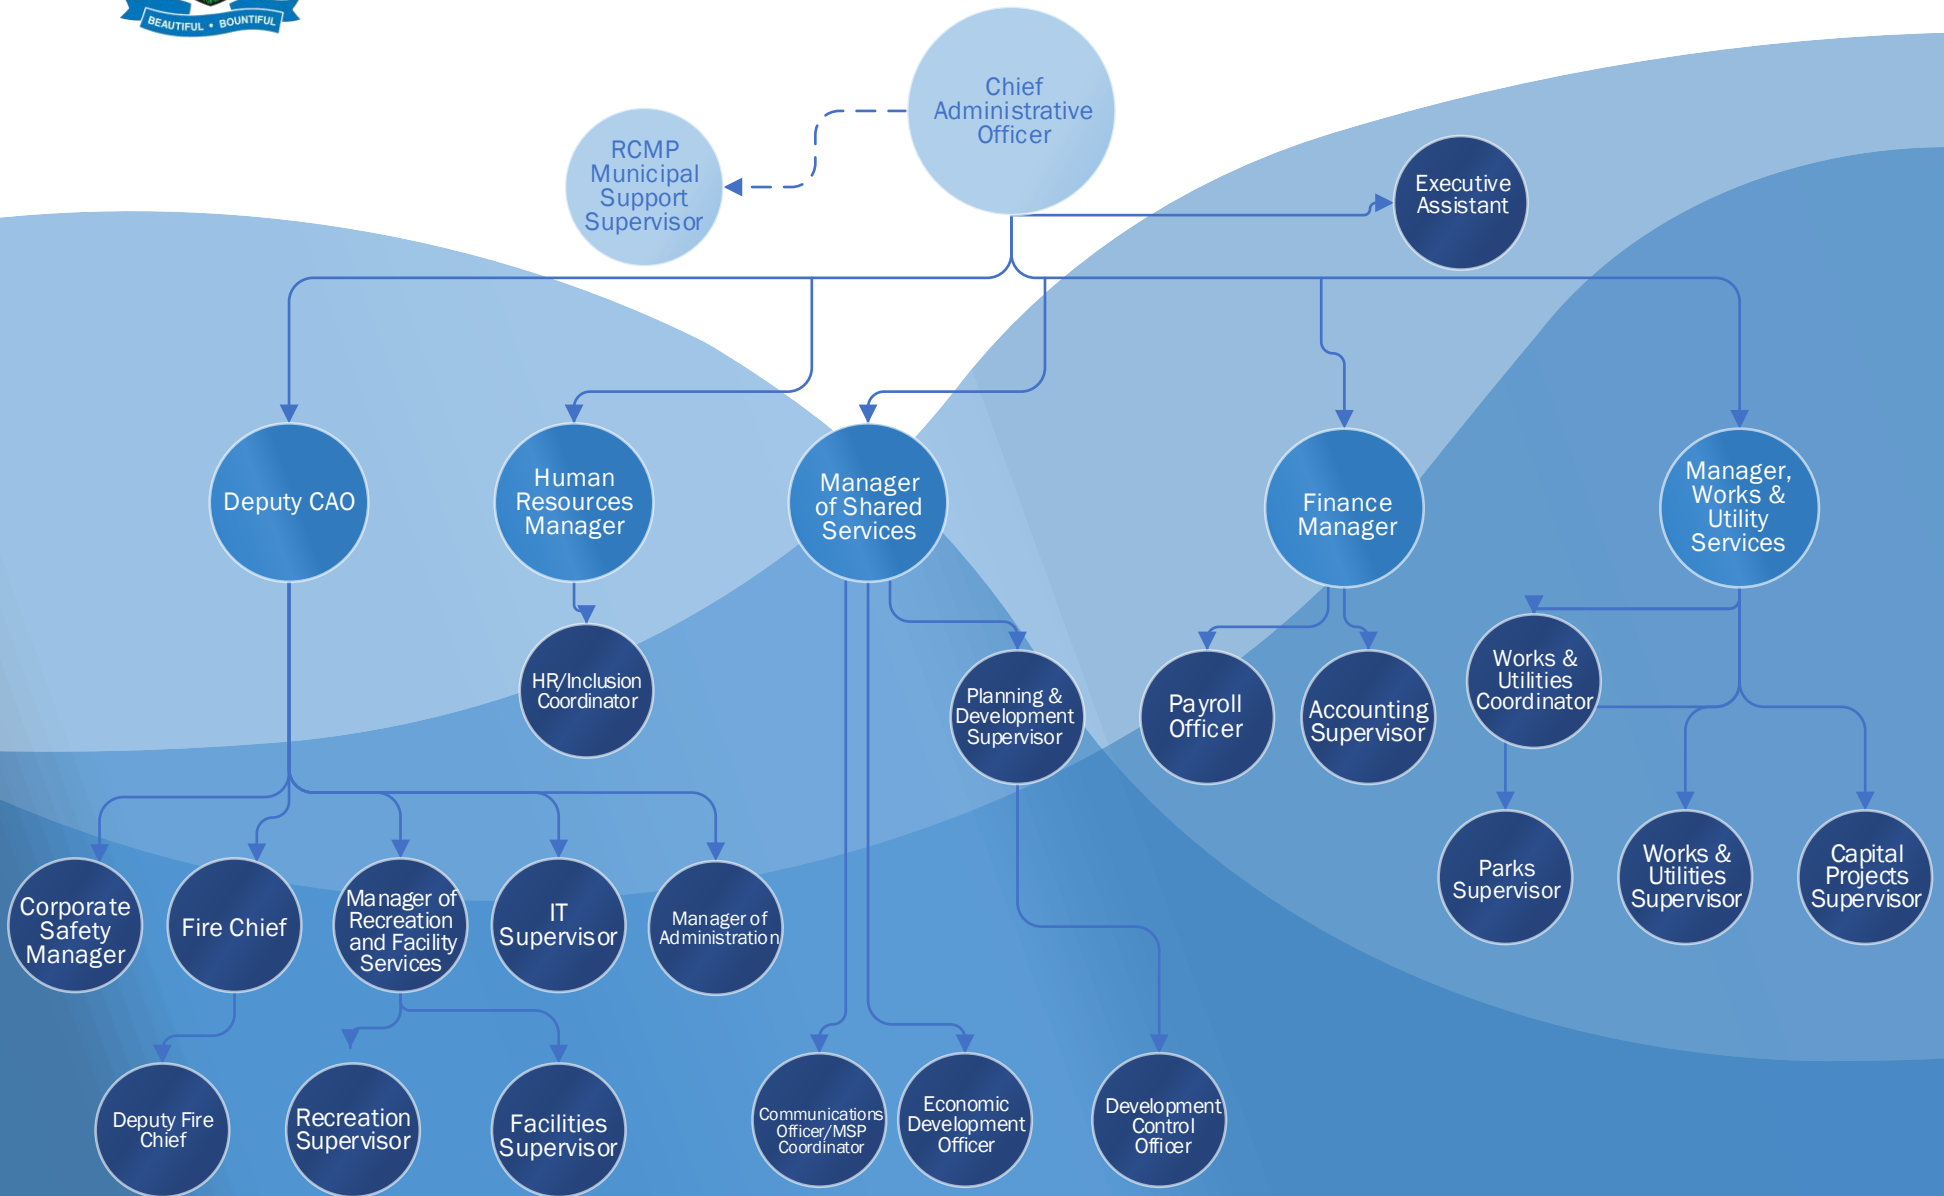 BEAUTIFUL • BOUNTIFUL
Chief
Administrative
Officer
RCMP
Municipal
Support
Supervisor
Executive
Assistant
Deputy CAO
Human
Resources
Manager
Manager
of Shared
Services
Finance
Manager
Manager,
Works &
Utility
Services
HR/Inclusion
Coordinator
Planning &
Development
Supervisor
Payroll
Officer
Accounting
Supervisor
Works &
Utilities
Coordinator
Corporate
Safety
Manager
Fire Chief
Manager of
Recreation
and Facility
Services
IT
Supervisor
Manager of
Administration
Parks
Supervisor
Works &
Utilities
Supervisor
Capital
Projects
Supervisor
Deputy Fire
Chief
Recreation
Supervisor
Facilities
Supervisor
Communications
Officer/MSP
Coordinator
Economic
Development
Officer
Development
Control
Officer